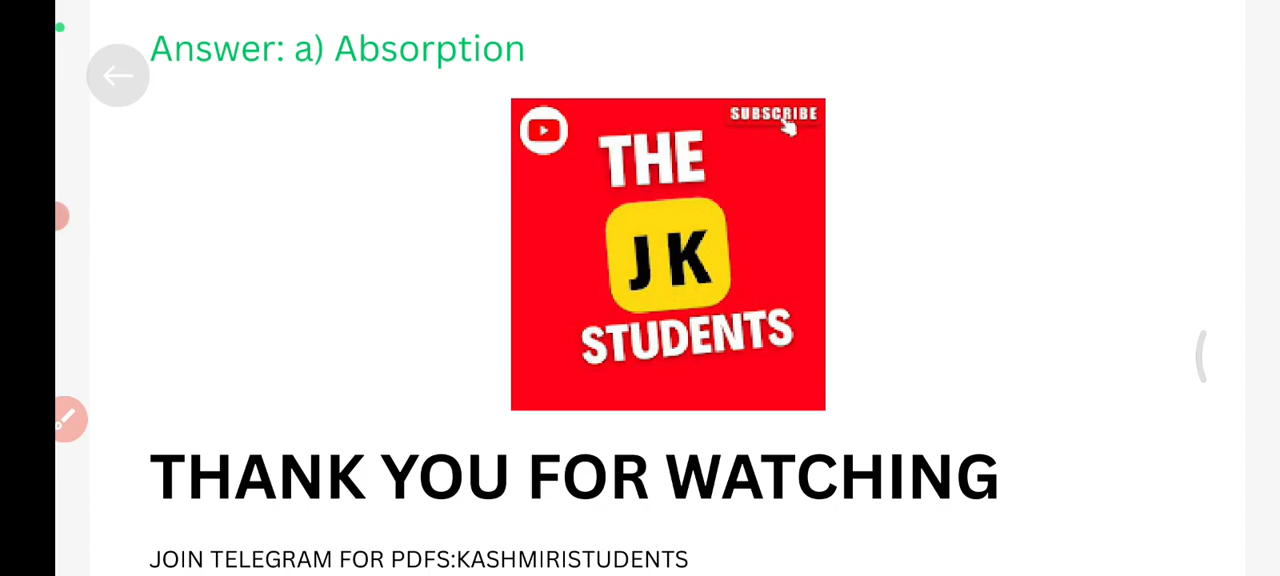 Answer: a) Absorption
SUBSCRIBE
THE
JK
STUDENTS
THANK YOU FOR WATCHING
JOIN TELEGRAM FOR PDFS:KASHMIRISTUDENTS